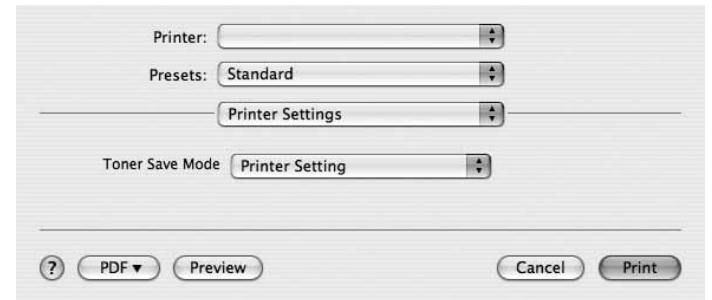 Printer:
Presets: Standard
Printer Settings
Toner Save Mode Printer Setting
? PDF▼ Preview Cancel Print